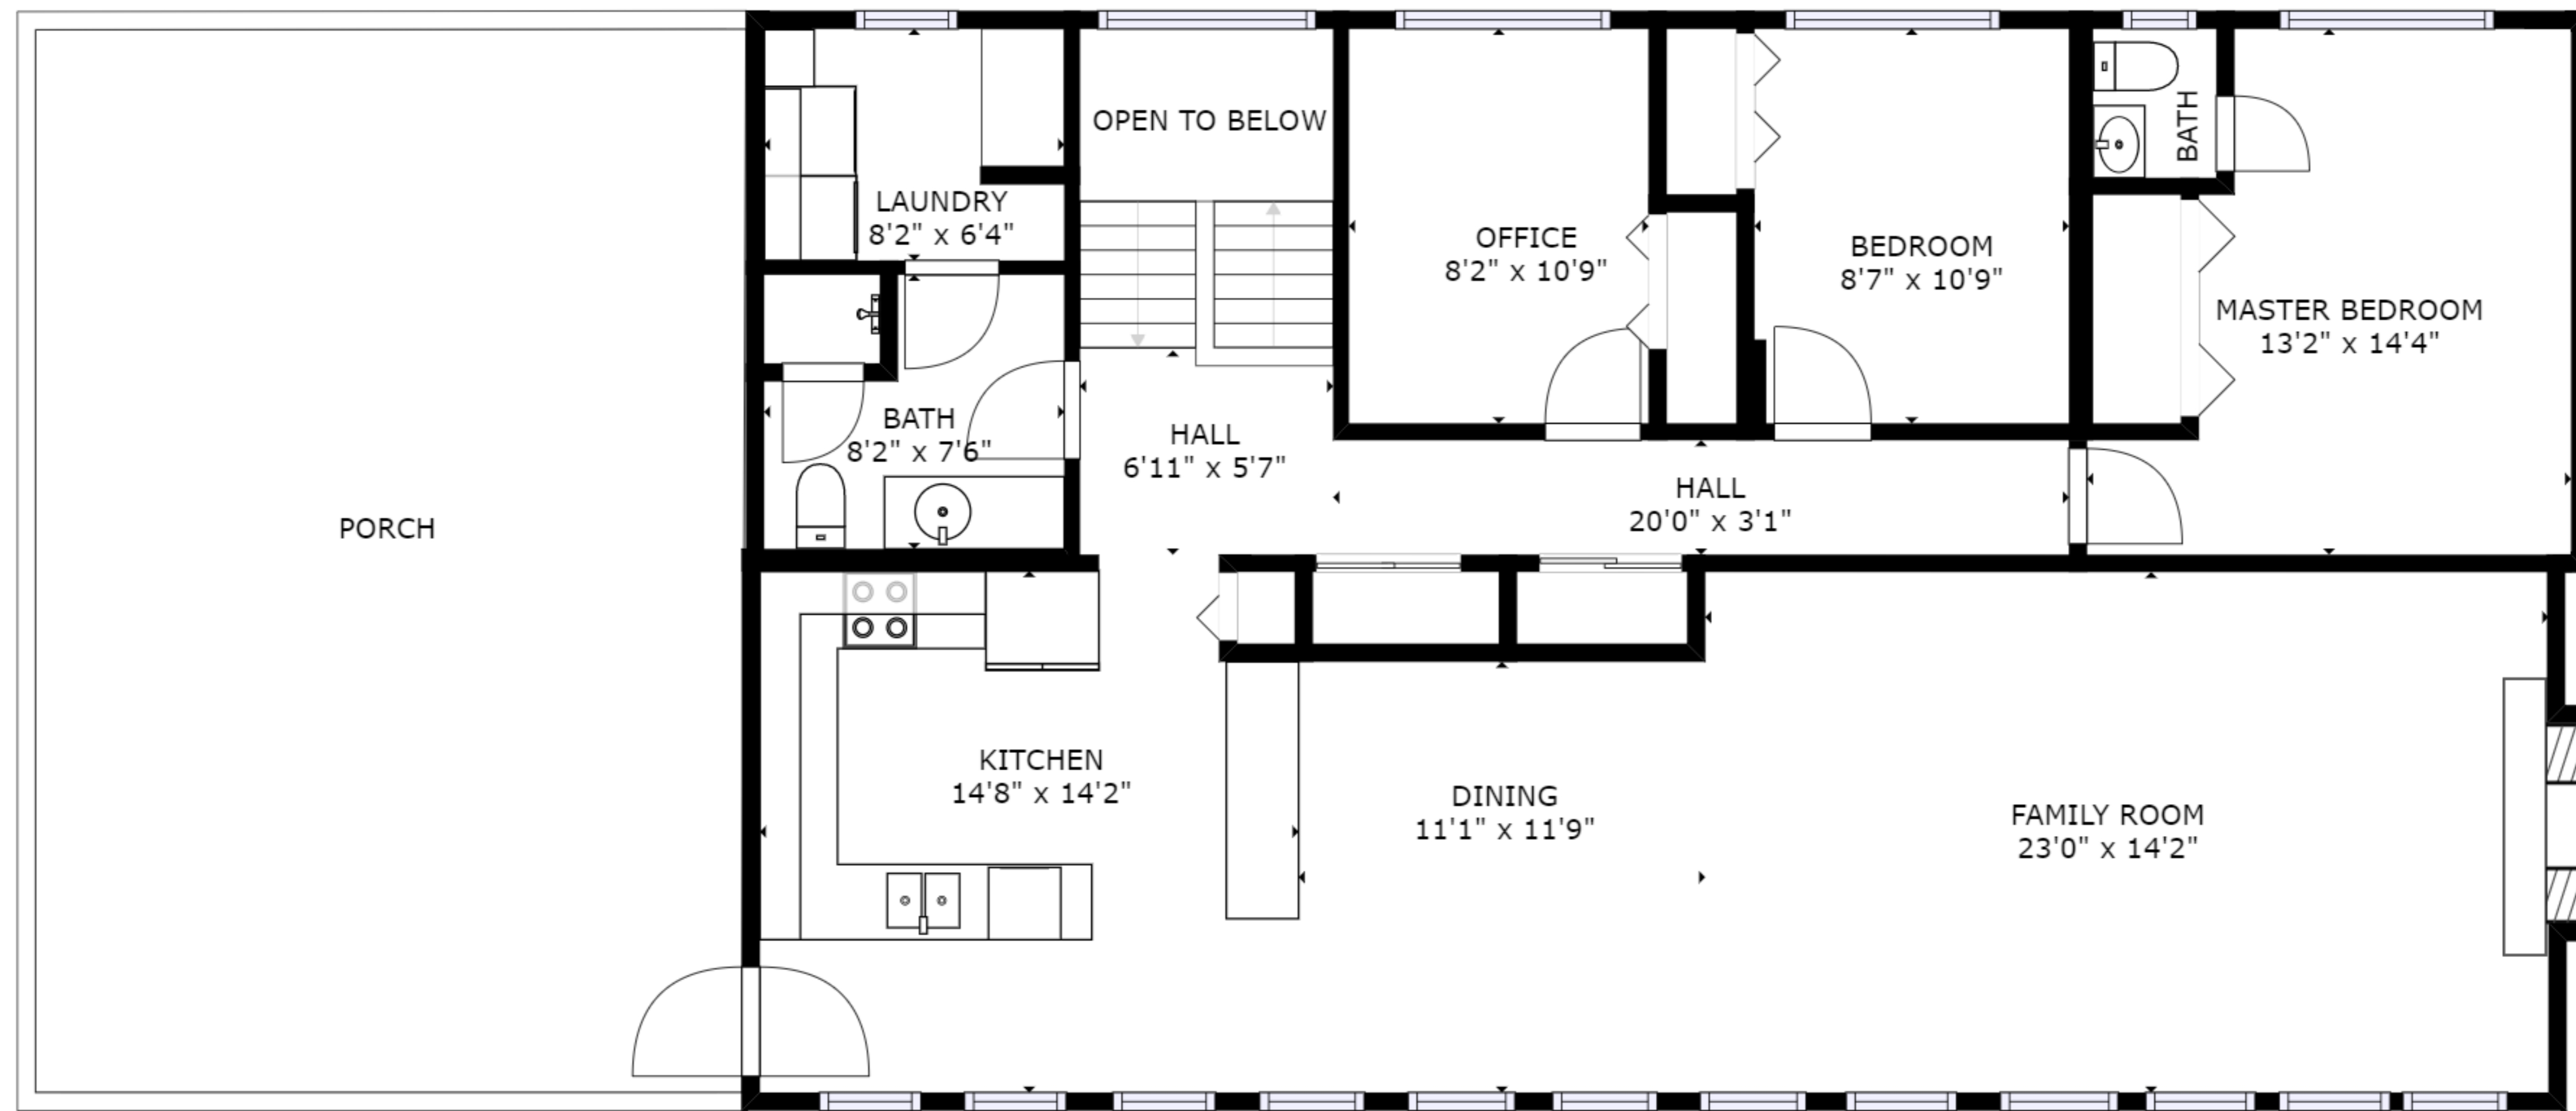 OPEN TO BELOW
BATH
LAUNDRY
8'2" x 6'4"
OFFICE
8'2" x 10'9"
BEDROOM
8'7" x 10'9"
MASTER BEDROOM
13'2" x 14'4"
BATH
8'2" x 7'6"
HALL
6'11" x 5'7"
HALL
20'0" x 3'1"
PORCH
KITCHEN
14'8" x 14'2"
DINING
11'1" x 11'9"
FAMILY ROOM
23'0" x 14'2"